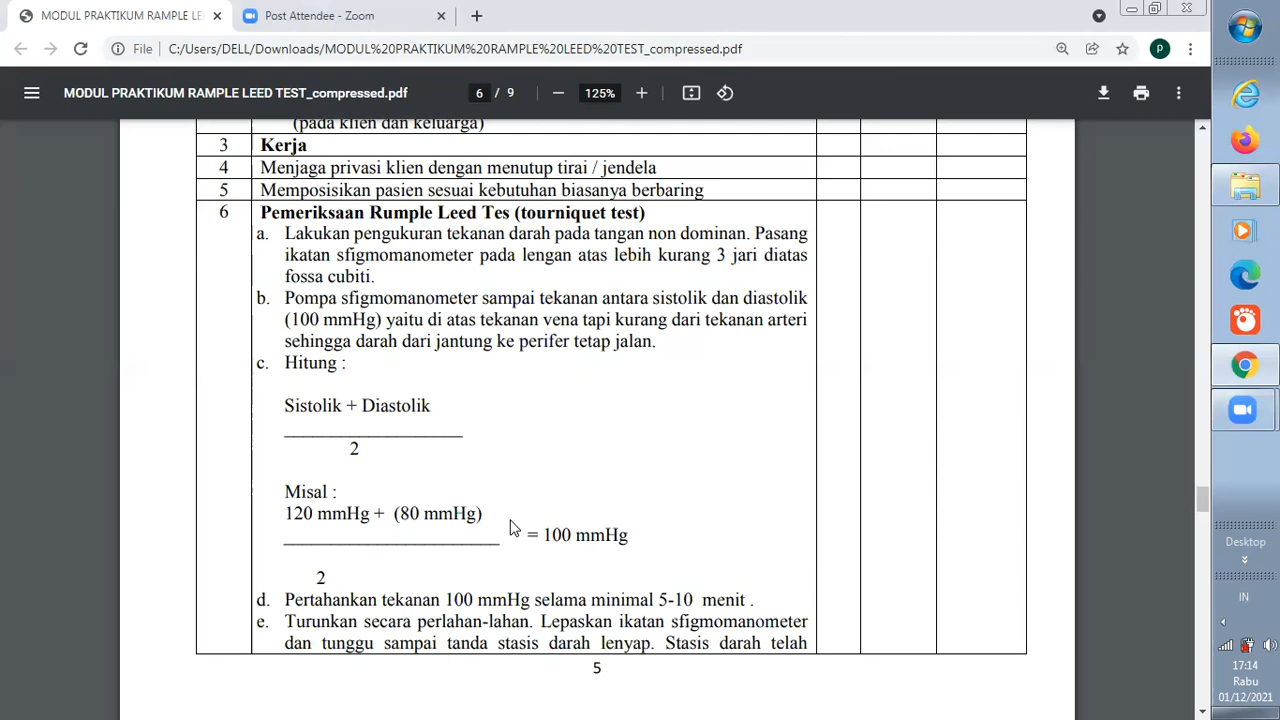 MODUL PRAKTIKUM RAMPLE LE
Post Attendee - Zoom
File
C:/Users/DELL/Downloads/MODUL%20PRAKTIKUM%20RAMPLE%20LEED%20TEST_compressed.pdf
P
MODUL PRAKTIKUM RAMPLE LEED TEST_compressed.pdf
6 / 9
125%
(pada klien dan keluarga)
3 Kerja
4 Menjaga privasi klien dengan menutup tirai / jendela
5 Memposisikan pasien sesuai kebutuhan biasanya berbaring
6 Pemeriksaan Rumple Leed Tes (tourniquet test)
a. Lakukan pengukuran tekanan darah pada tangan non dominan. Pasang
ikatan sfigmomanometer pada lengan atas lebih kurang 3 jari diatas
fossa cubiti.
b. Pompa sfigmomanometer sampai tekanan antara sistolik dan diastolik
(100 mmHg) yaitu di atas tekanan vena tapi kurang dari tekanan arteri
sehingga darah dari jantung ke perifer tetap jalan.
c. Hitung :
Sistolik + Diastolik
2
Misal :
120 mmHg + (80 mmHg)
= 100 mmHg
2
d. Pertahankan tekanan 100 mmHg selama minimal 5-10 menit .
e. Turunkan secara perlahan-lahan. Lepaskan ikatan sfigmomanometer
dan tunggu sampai tanda stasis darah lenyap. Stasis darah telah
5
Desktop
IN
17:14
Rabu
01/12/2021